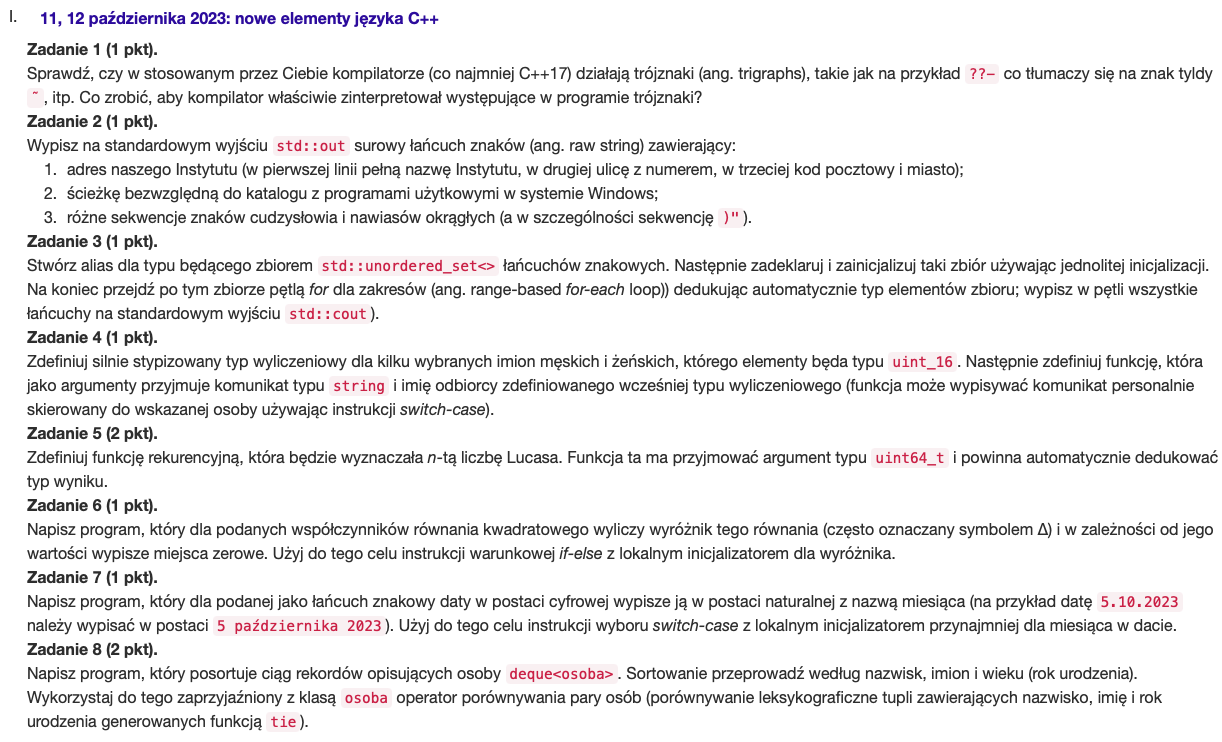 I. 11, 12 października 2023: nowe elementy języka C++
Zadanie 1 (1 pkt).
Sprawdź, czy w stosowanym przez Ciebie kompilatorze (co najmniej C++17) działają trójznaki (ang. trigraphs), takie jak na przykład ??- co tłumaczy się na znak tyldy
˜, itp. Co zrobić, aby kompilator właściwie zinterpretował występujące w programie trójznaki?
Zadanie 2 (1 pkt).
Wypisz na standardowym wyjściu std::out surowy łańcuch znaków (ang. raw string) zawierający:
1. adres naszego Instytutu (w pierwszej linii pełną nazwę Instytutu, w drugiej ulicę z numerem, w trzeciej kod pocztowy i miasto);
2. ścieżkę bezwzględną do katalogu z programami użytkowymi w systemie Windows;
3. różne sekwencje znaków cudzysłowia i nawiasów okrągłych (a w szczególności sekwencję )").
Zadanie 3 (1 pkt).
Stwórz alias dla typu będącego zbiorem std::unordered_set<> łańcuchów znakowych. Następnie zadeklaruj i zainicjalizuj taki zbiór używając jednolitej inicjalizacji.
Na koniec przejdź po tym zbiorze pętlą for dla zakresów (ang. range-based for-each loop)) dedukując automatycznie typ elementów zbioru; wypisz w pętli wszystkie
łańcuchy na standardowym wyjściu std::cout).
Zadanie 4 (1 pkt).
Zdefiniuj silnie stypizowany typ wyliczeniowy dla kilku wybranych imion męskich i żeńskich, którego elementy będa typu uint_16. Następnie zdefiniuj funkcję, która
jako argumenty przyjmuje komunikat typu string i imię odbiorcy zdefiniowanego wcześniej typu wyliczeniowego (funkcja może wypisywać komunikat personalnie
skierowany do wskazanej osoby używając instrukcji switch-case).
Zadanie 5 (2 pkt).
Zdefiniuj funkcję rekurencyjną, która będzie wyznaczała n-tą liczbę Lucasa. Funkcja ta ma przyjmować argument typu uint64_t i powinna automatycznie dedukować
typ wyniku.
Zadanie 6 (1 pkt).
Napisz program, który dla podanych współczynników równania kwadratowego wyliczy wyróżnik tego równania (często oznaczany symbolem Δ) i w zależności od jego
wartości wypisze miejsca zerowe. Użyj do tego celu instrukcji warunkowej if-else z lokalnym inicjalizatorem dla wyróżnika.
Zadanie 7 (1 pkt).
Napisz program, który dla podanej jako łańcuch znakowy daty w postaci cyfrowej wypisze ją w postaci naturalnej z nazwą miesiąca (na przykład datę 5.10.2023
należy wypisać w postaci 5 października 2023). Użyj do tego celu instrukcji wyboru switch-case z lokalnym inicjalizatorem przynajmniej dla miesiąca w dacie.
Zadanie 8 (2 pkt).
Napisz program, który posortuje ciąg rekordów opisujących osoby deque<osoba>. Sortowanie przeprowadź według nazwisk, imion i wieku (rok urodzenia).
Wykorzystaj do tego zaprzyjaźniony z klasą osoba operator porównywania pary osób (porównywanie leksykograficzne tupli zawierających nazwisko, imię i rok
urodzenia generowanych funkcją tie).